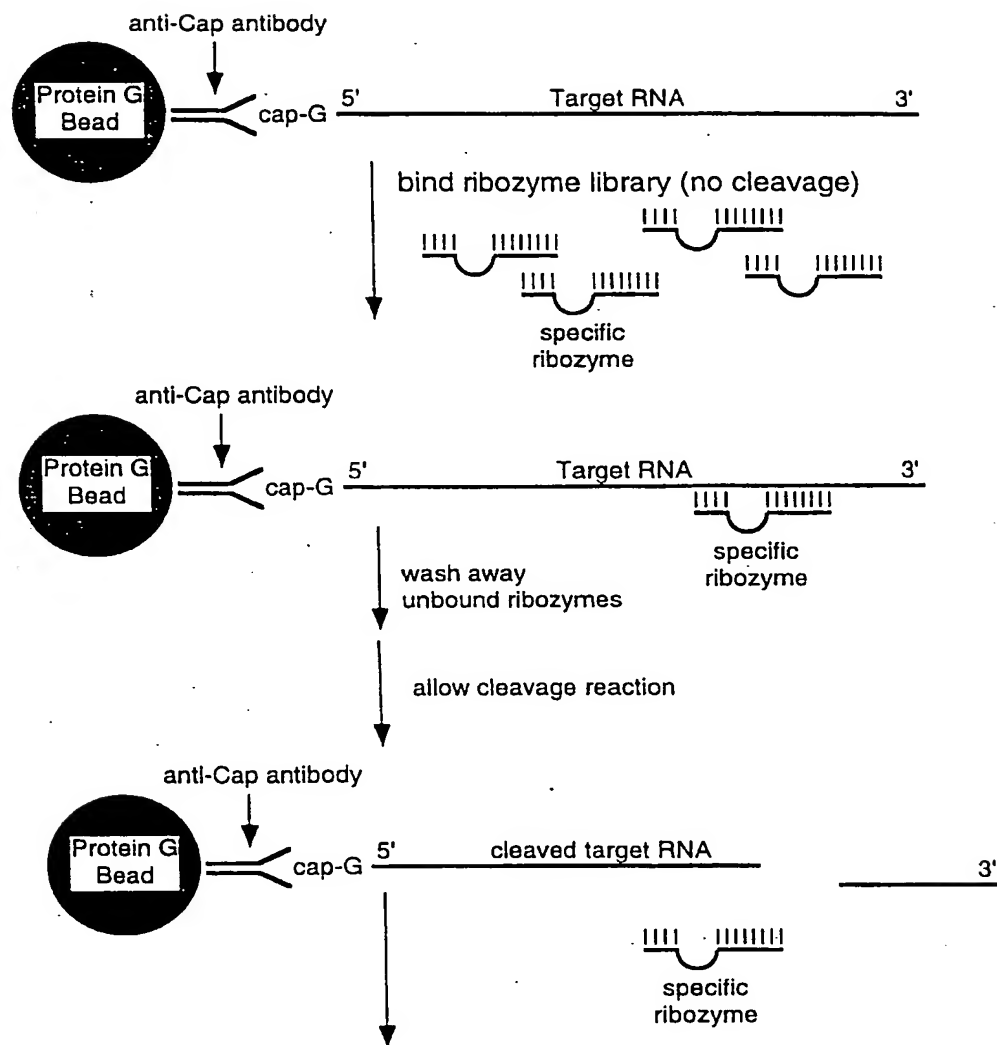 anti-Cap antibody
Protein G
Bead
cap-G
5'
Target RNA
3'
bind ribozyme library (no cleavage)
specific
ribozyme
anti-Cap antibody
Protein G
Bead
cap-G
5'
Target RNA
3'
specific
ribozyme
wash away
unbound ribozymes
allow cleavage reaction
anti-Cap antibody
Protein G
Bead
cap-G
5'
cleaved target RNA
3'
specific
ribozyme